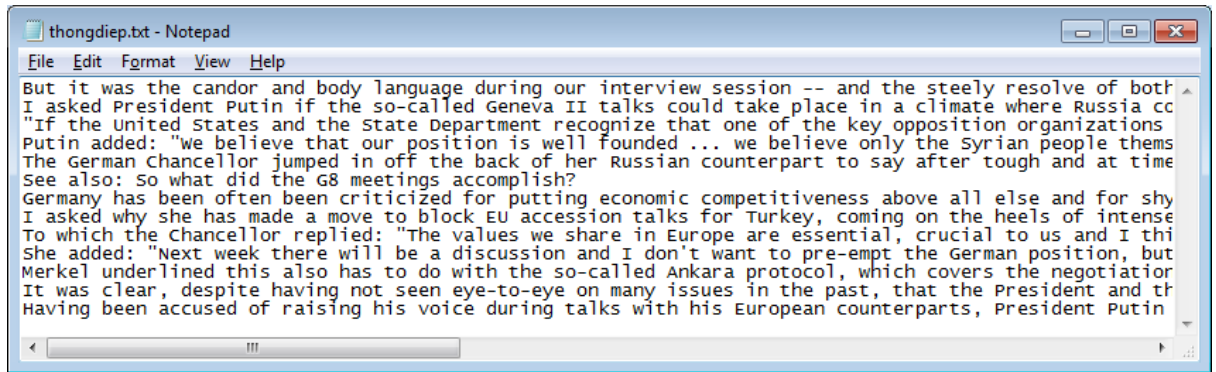 thongdiep.txt - Notepad
File Edit Format View Help
But it was the candor and body language during our interview session -- and the steely resolve of both
I asked President Putin if the so-called Geneva II talks could take place in a climate where Russia cc
"If the United States and the State Department recognize that one of the key opposition organizations
Putin added: "We believe that our position is well founded ... we believe only the Syrian people thems
The German Chancellor jumped in off the back of her Russian counterpart to say after tough and at time
See also: So what did the G8 meetings accomplish?
Germany has been often been criticized for putting economic competitiveness above all else and for shy
I asked why she has made a move to block EU accession talks for Turkey, coming on the heels of intense
To which the Chancellor replied: "The values we share in Europe are essential, crucial to us and I thi
She added: "Next week there will be a discussion and I don't want to pre-empt the German position, but
Merkel underlined this also has to do with the so-called Ankara protocol, which covers the negotiation
It was clear, despite having not seen eye-to-eye on many issues in the past, that the President and th
Having been accused of raising his voice during talks with his European counterparts, President Putin